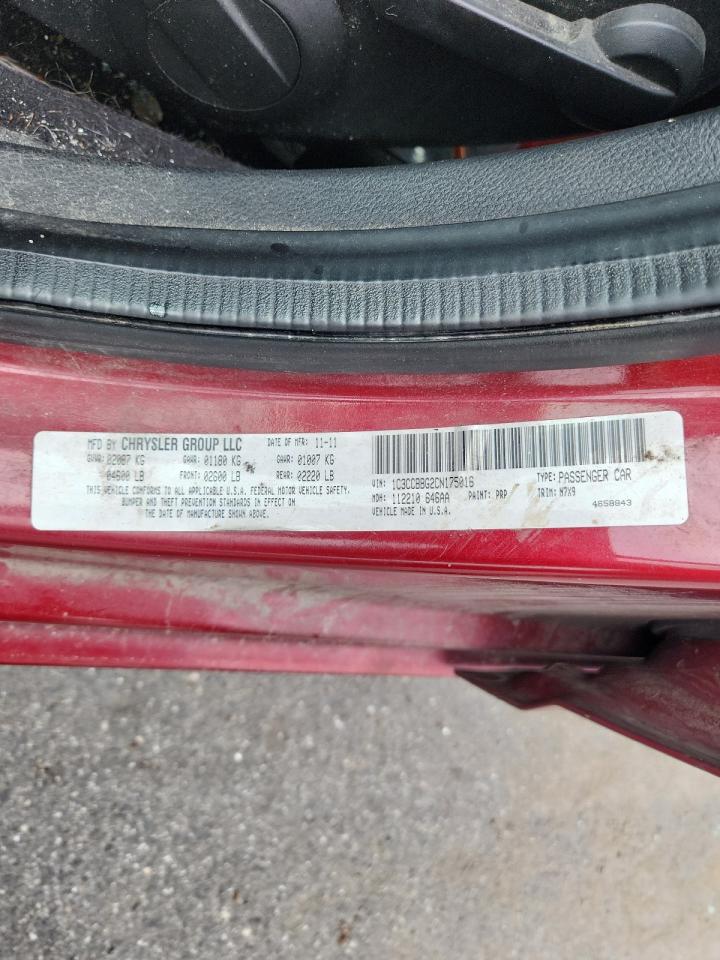 MFD BY CHRYSLER GROUP LLC DATE OF MFR: 11-11
GVWR: 02087 KG GAWR: 01180 KG GAWR: 01007 KG
04600 LB FRONT: 02600 LB REAR: 02220 LB
THIS VEHICLE CONFORMS TO ALL APPLICABLE U.S.A. FEDERAL MOTOR VEHICLE SAFETY,
BUMPER AND THEFT PREVENTION STANDARDS IN EFFECT ON
THE DATE OF MANUFACTURE SHOWN ABOVE.
VIN: 1C3CCBBG2CN175016 TYPE: PASSENGER CAR
MDH: 112210 646AA PAINT: PRP TRIM: M7X9
VEHICLE MADE IN U.S.A. 4658843